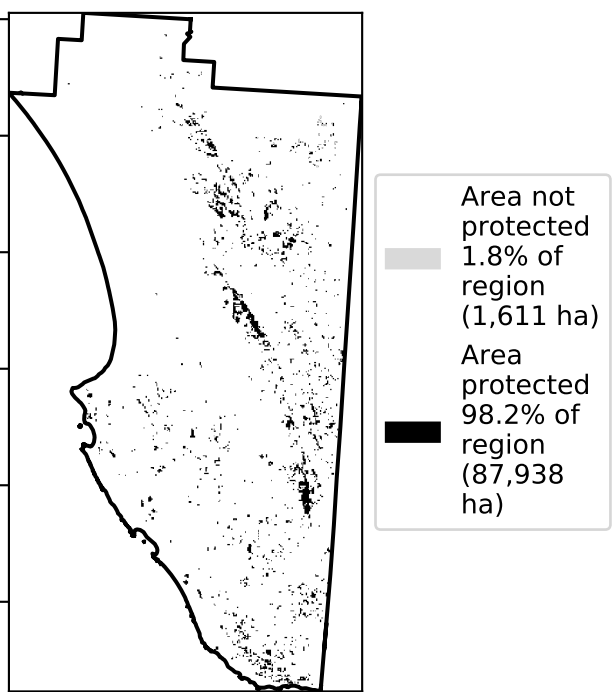 Area not
protected
1.8% of
region
(1,611 ha)
Area
protected
98.2% of
region
(87,938
ha)